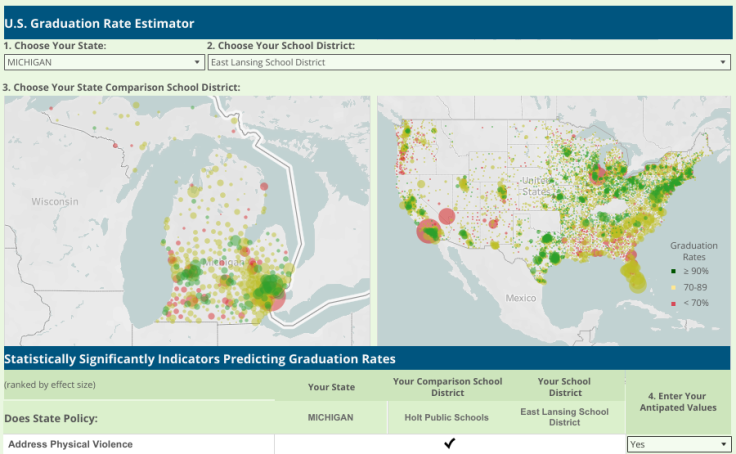 U.S. Graduation Rate Estimator
1. Choose Your State: 2. Choose Your School District:
MICHIGAN East Lansing School District
3. Choose Your State Comparison School District:
Wisconsin
Michigan
United
States
Mexico
Graduation
Rates
≥ 90%
70-89
< 70%
Statistically Significantly Indicators Predicting Graduation Rates
(ranked by effect size)
Your State
Your Comparison School
District
Your School
District
4. Enter Your
Antipated Values
Does State Policy:
MICHIGAN
Holt Public Schools
East Lansing School
District
Address Physical Violence
Yes